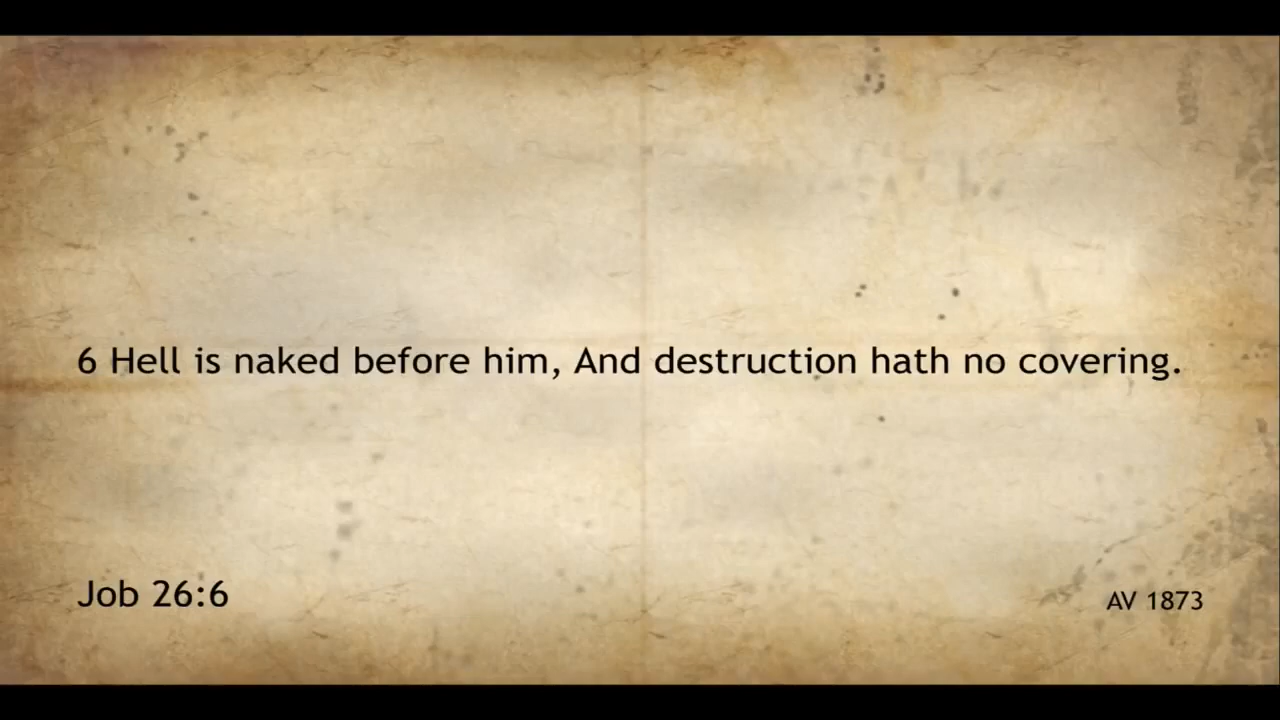 6 Hell is naked before him, And destruction hath no covering.
Job 26:6
AV 1873